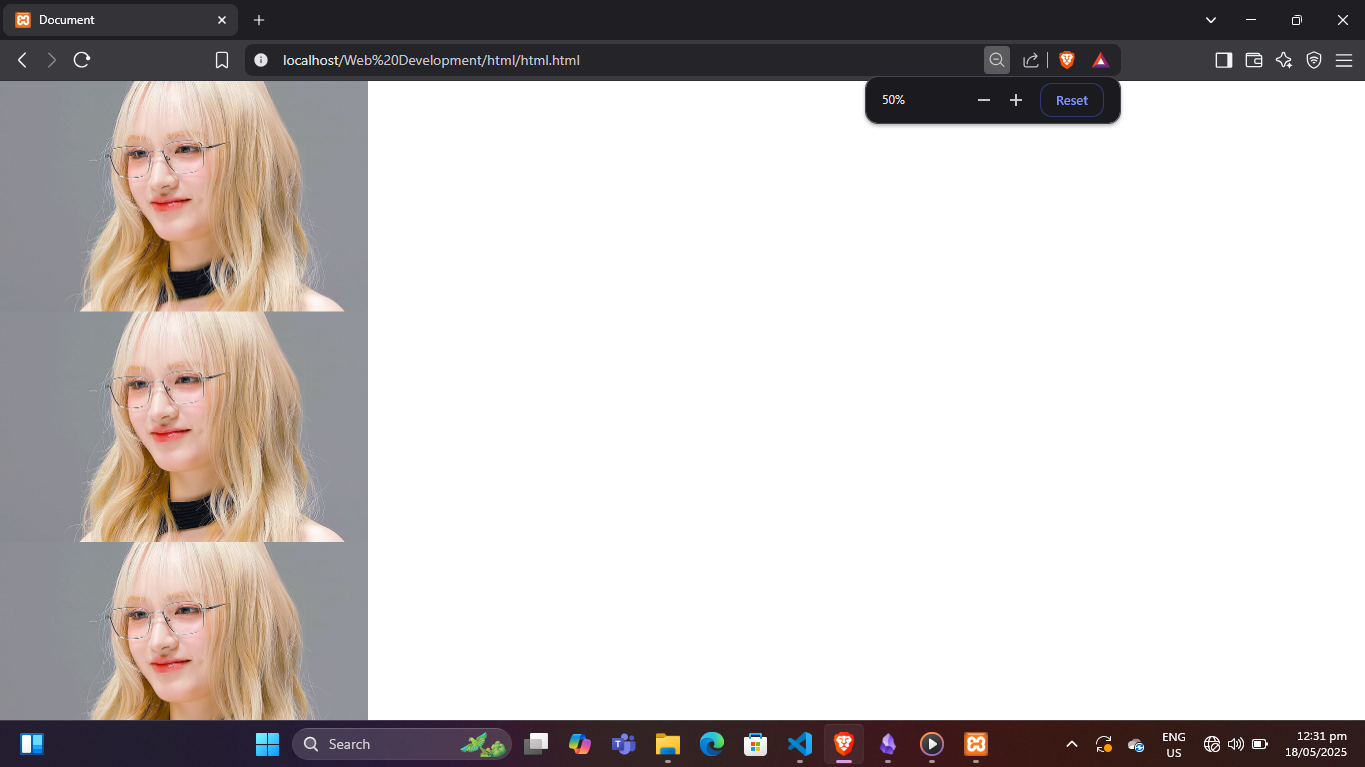 Document
localhost/Web%20Development/html/html.html
50%
Reset
Search
ENG
US
12:31 pm
18/05/2025